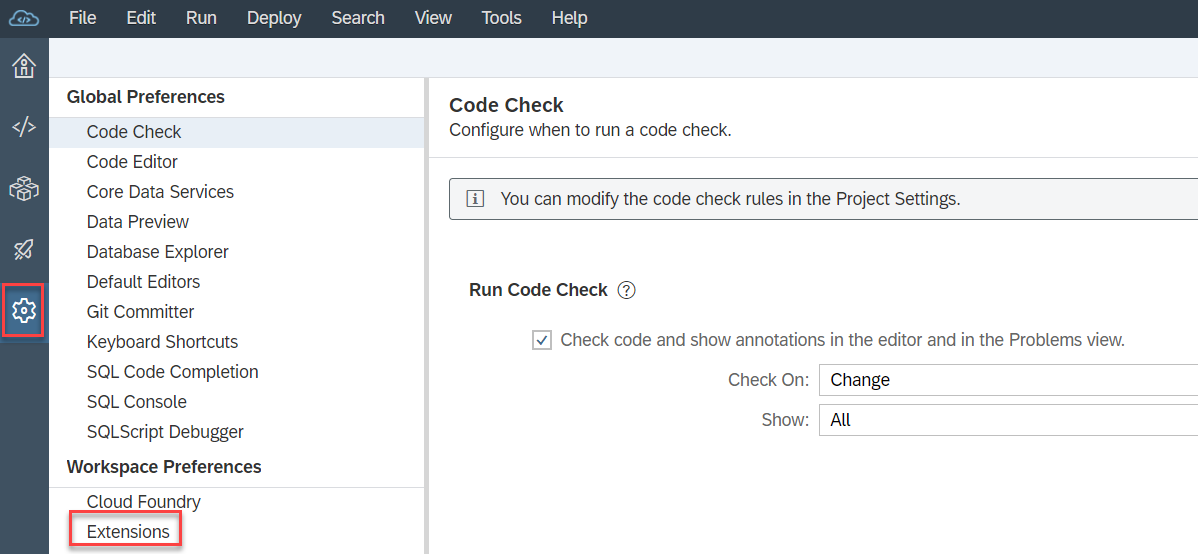 File Edit Run Deploy Search View Tools Help
Global Preferences
Code Check
Code Editor
Core Data Services
Data Preview
Database Explorer
Default Editors
Git Committer
Keyboard Shortcuts
SQL Code Completion
SQL Console
SQLScript Debugger
Workspace Preferences
Cloud Foundry
Extensions
Code Check
Configure when to run a code check.
You can modify the code check rules in the Project Settings.
Run Code Check ?
Check code and show annotations in the editor and in the Problems view.
Check On: Change
Show: All